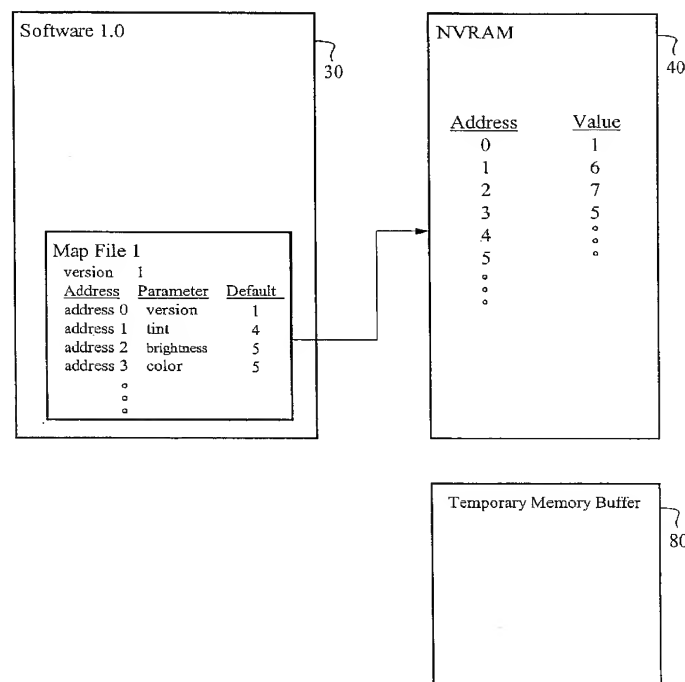 Software 1.0
30
Map File 1
version 1
Address Parameter Default
address 0 version 1
address 1 tint 4
address 2 brightness 5
address 3 color 5
NVRAM
40
Address Value
0 1
1 6
2 7
3 5
4
5
Temporary Memory Buffer
80